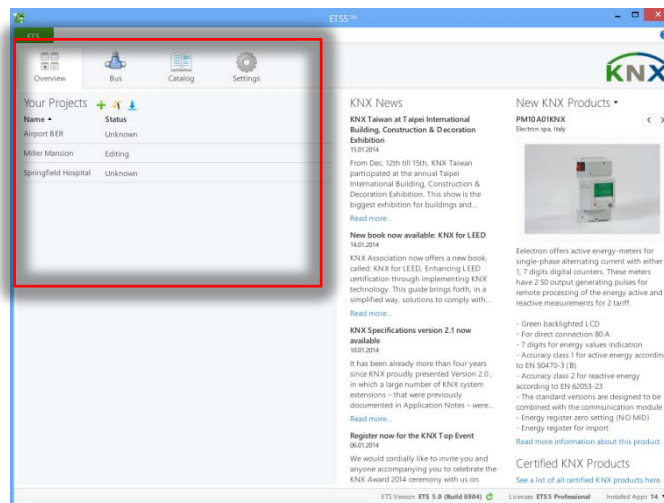 ETS5™
ETS
Overview
Bus
Catalog
Settings
KNX
Your Projects
Name
Status
Airport BER
Unknown
Miller Mansion
Editing
Springfield Hospital
Unknown
KNX News
KNX Taiwan at Taipei International
Building, Construction & Decoration
Exhibition
15.01.2014
From Dec. 12th till 15th, KNX Taiwan
participated at the annual Taipei
International Building, Construction &
Decoration Exhibition. This show is the
biggest exhibition for buildings and...
Read more...
New book now available: KNX for LEED
14.01.2014
KNX Association now offers a new book,
called: KNX for LEED, Enhancing LEED
certification through implementing KNX
technology. This guide brings forth, in a
simplified way, solutions to comply with...
Read more...
KNX Specifications version 2.1 now
available
10.01.2014
It has been already more than four years
since KNX proudly presented Version 2.0,
in which a large number of KNX system
extensions – that were previously
documented in Application Notes – were...
Read more...
Register now for the KNX Top Event
06.01.2014
We would cordially like to invite you and
anyone accompanying you to celebrate the
KNX Award 2014 ceremony with us on
New KNX Products
PM10A01KNX
Electron spa, Italy
Eelectron offers active energy-meters for
single-phase alternating current with either
1, 7 digits digital counters. These meters
have 2 S0 output generating pulses for
remote processing of the energy active and
reactive measurements for 2 tariff.
- Green backlighted LCD
- For direct connection 80 A
- 7 digits for energy values indication
- Accuracy class 1 for active energy accordin
to EN 50470-3 (B)
- Accuracy class 2 for reactive energy
according to EN 62053-23
- The standard versions are designed to be
combined with the communication module
- Energy register zero setting (NO MiD)
- Energy register for import
Read more information about this product.
Certified KNX Products
See a list of all certified KNX products here.
ETS Version ETS 5.0 (Build 6904)
Licenses ETS5 Professional
Installed Apps 14